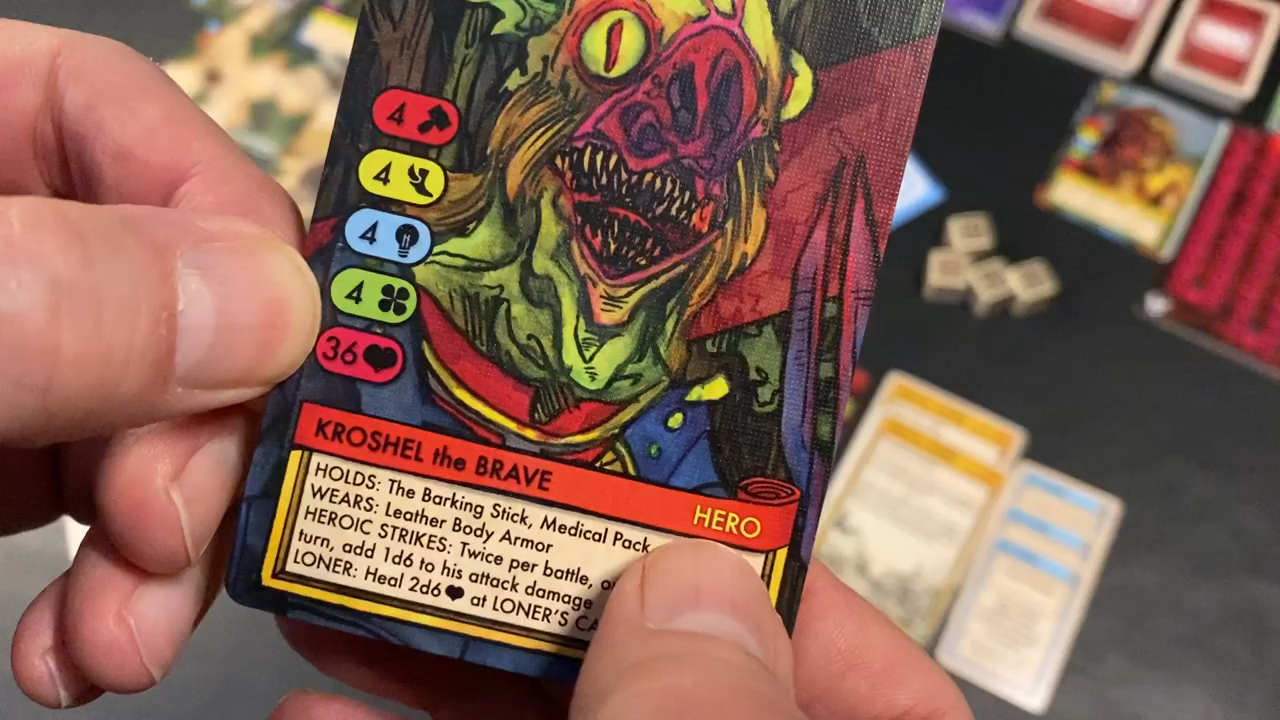 4
4
4
4
36
KROSHEL the BRAVE
HERO
HOLDS: The Barking Stick, Medical Pack
WEARS: Leather Body Armor
HEROIC STRIKES: Twice per battle,
turn, add 1d6 to his attack damage
LONER: Heal 2d6 ❤ at LONER'S